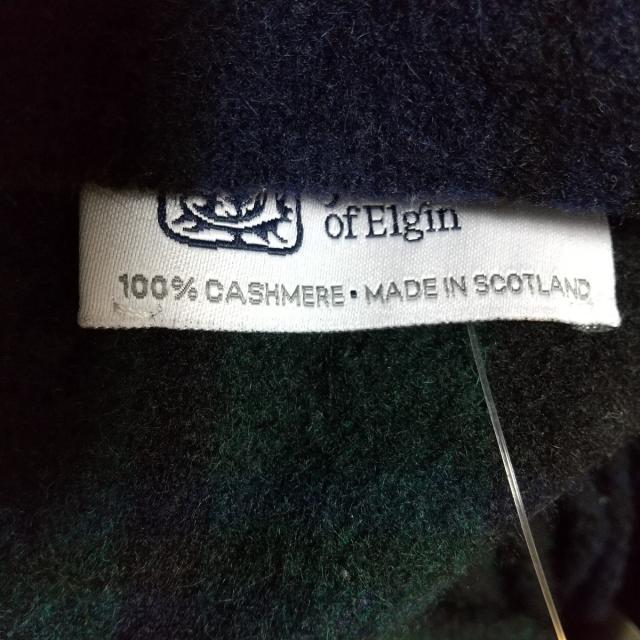 of Elgin
100% CASHMERE · MADE IN SCOTLAND